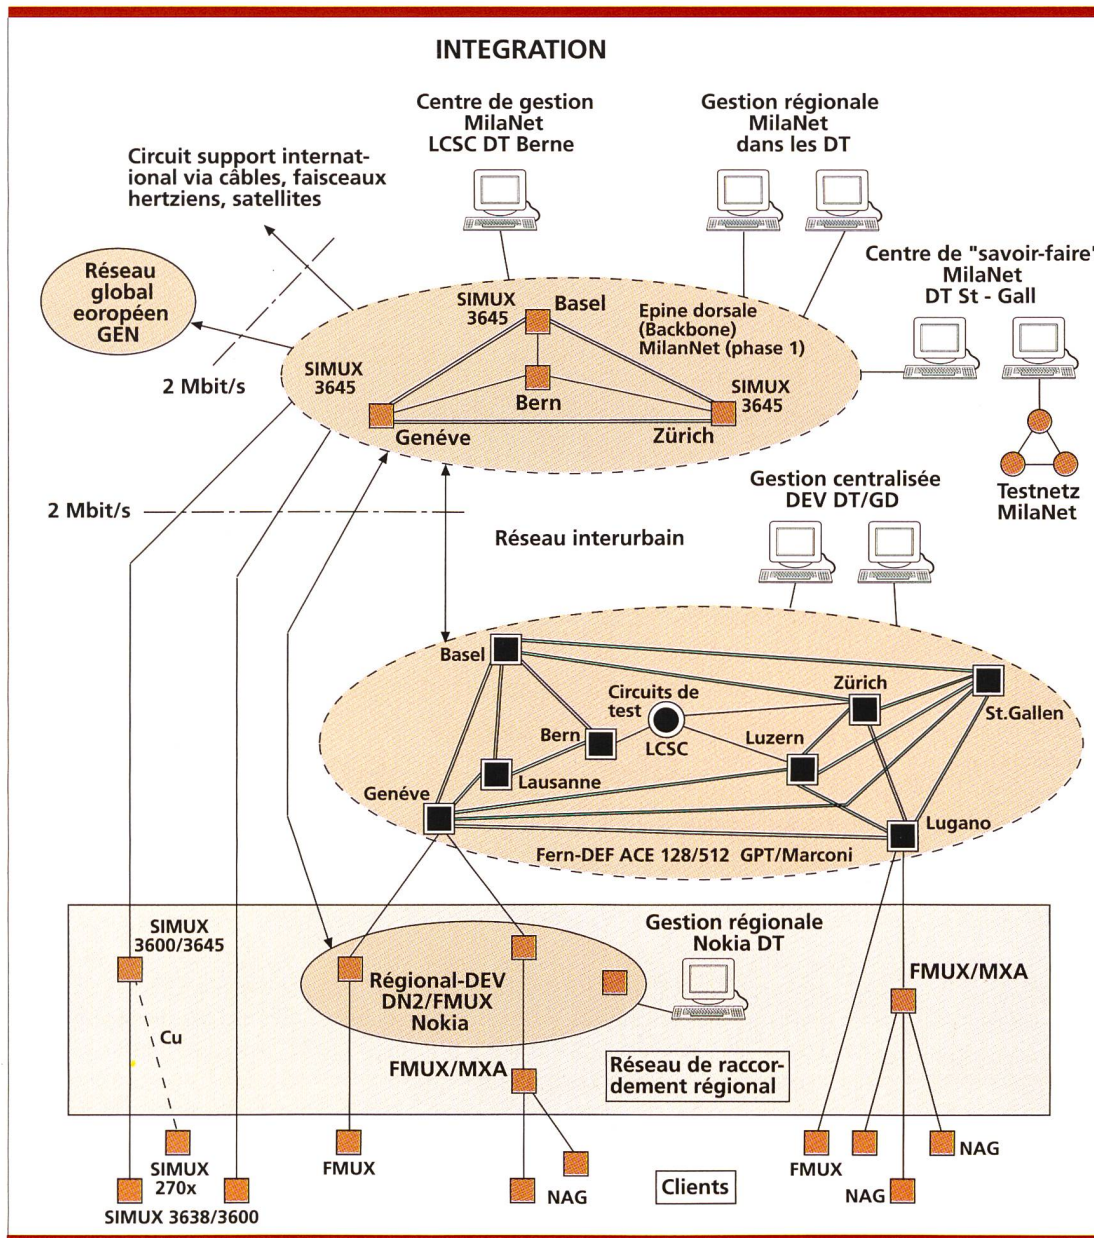 INTEGRATION
Centre de gestion
MilaNet
LCSC DT Berne
Gestion régionale
MilaNet
dans les DT
Circuit support internat-
ional via câbles, faisceaux
hertziens, satellites
Centre de "savoir-faire"
MilaNet
DT St - Gall
Réseau
global
eoropéen
GEN
SIMUX
3645
Basel
Epine dorsale
(Backbone)
MilanNet (phase 1)
2 Mbit/s
SIMUX
3645
Bern
SIMUX
3645
Genéve
Zürich
Testnetz
MilaNet
2 Mbit/s
Réseau interurbain
Gestion centralisée
DEV DT/GD
Basel
Circuits de
test
Zürich
St.Gallen
Bern
LCSC
Luzern
Lausanne
Genéve
Lugano
Fern-DEF ACE 128/512 GPT/Marconi
SIMUX
3600/3645
Gestion régionale
Nokia DT
Régional-DEV
DN2/FMUX
Nokia
FMUX/MXA
Cu
FMUX/MXA
Réseau de raccor-
dement régional
SIMUX
270x
FMUX
NAG
FMUX
NAG
NAG
Clients
SIMUX 3638/3600